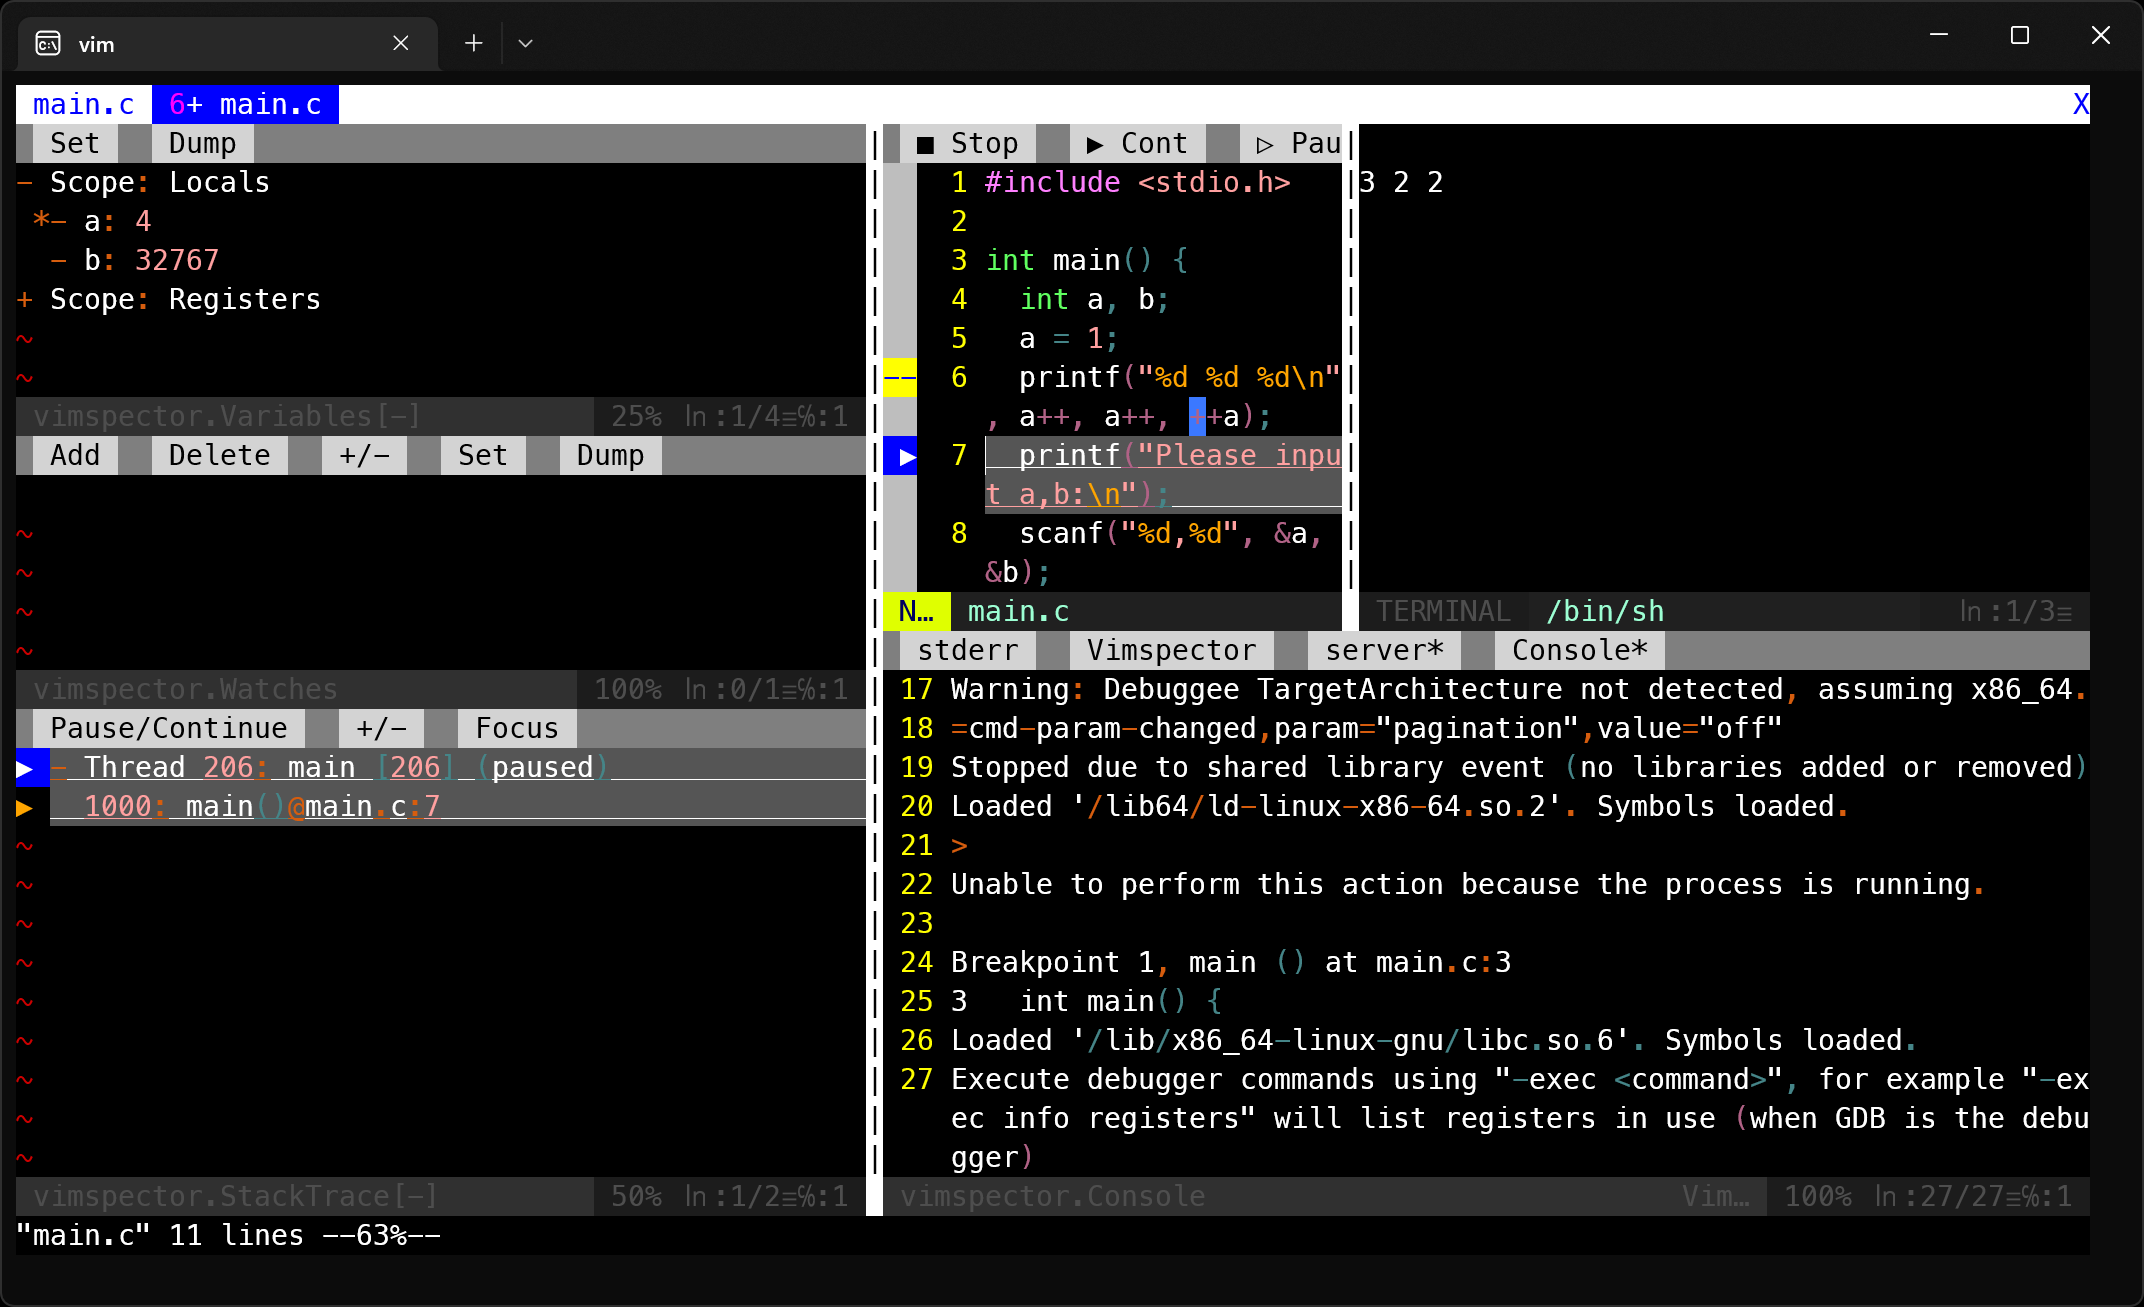 vim
main.c 6+ main.c X
Set Dump
- Scope: Locals
*- a: 4
- b: 32767
+ Scope: Registers
~
~
vimspector.Variables[-] 25% ln:1/4≡℅:1
Add Delete +/- Set Dump
~
~
~
~
vimspector.Watches 100% ln:0/1≡℅:1
Pause/Continue +/- Focus
▶ - Thread 206: main [206] (paused)
▶ 1000: main()@main.c:7
~
~
~
~
~
~
~
~
~
vimspector.StackTrace[-] 50% ln:1/2≡℅:1
■ Stop ▶ Cont ▷ Pau
1 #include <stdio.h>
2
3 int main() {
4 int a, b;
5 a = 1;
-- 6 printf("%d %d %d\n"
, a++, a++, ++a);
▶ 7 printf("Please inpu
t a,b:\n");
8 scanf("%d,%d", &a,
&b);
N… main.c
3 2 2
TERMINAL /bin/sh ln:1/3≡
stderr Vimspector server* Console*
17 Warning: Debuggee TargetArchitecture not detected, assuming x86_64.
18 =cmd-param-changed,param="pagination",value="off"
19 Stopped due to shared library event (no libraries added or removed)
20 Loaded '/lib64/ld-linux-x86-64.so.2'. Symbols loaded.
21 >
22 Unable to perform this action because the process is running.
23
24 Breakpoint 1, main () at main.c:3
25 3 int main() {
26 Loaded '/lib/x86_64-linux-gnu/libc.so.6'. Symbols loaded.
27 Execute debugger commands using "-exec <command>", for example "-ex
ec info registers" will list registers in use (when GDB is the debu
gger)
vimspector.Console Vim… 100% ln:27/27≡℅:1
"main.c" 11 lines --63%--